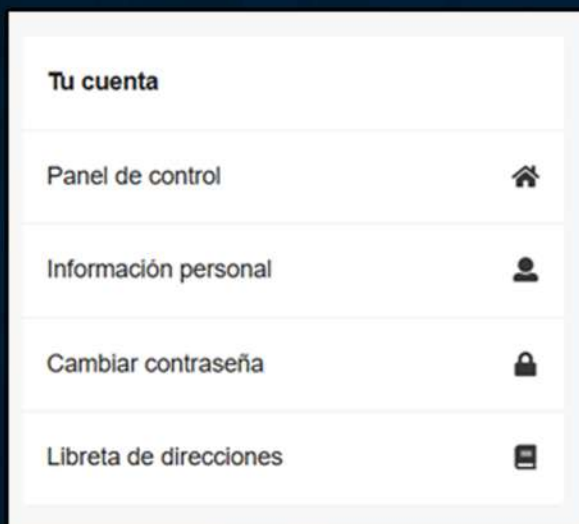 Tu cuenta
Panel de control
Información personal
Cambiar contraseña
Libreta de direcciones